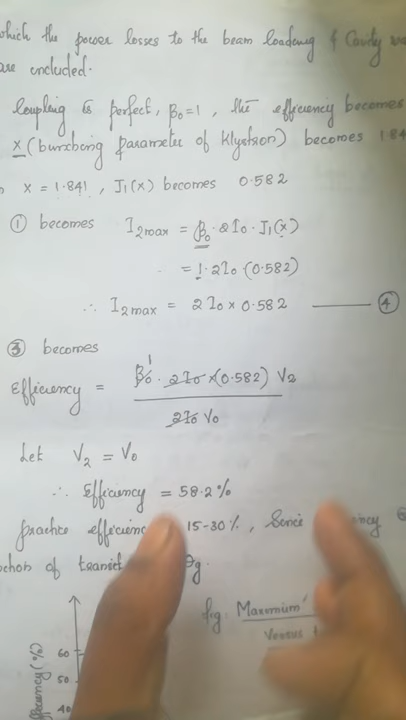 which the power losses to the beam loading & Cavity
are included.
Coupling is perfect, β₀=1, the efficiency becomes
X (bunching parameter of Klystron) becomes 1.84
X = 1.841, J₁(X) becomes 0.582
① becomes I₂max = β₀·2I₀·J₁(X)
= 1·2I₀·(0.582)
∴ I₂max = 2I₀ × 0.582 ④
③ becomes
1
Efficiency = β₀·2I₀×(0.582) V₂
2I₀ V₀
Let V₂ = V₀
∴ Efficiency = 58.2%
practice 15-30%, Since
of
fig: Maximum
Versus
Efficiency (%)
60
50
40